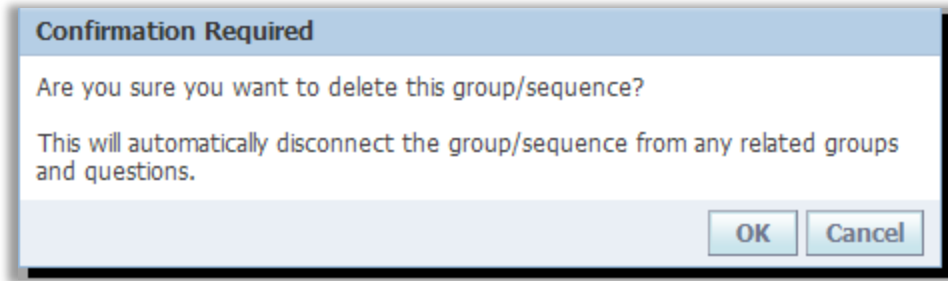 Confirmation Required
Are you sure you want to delete this group/sequence?
This will automatically disconnect the group/sequence from any related groups
and questions.
OK Cancel